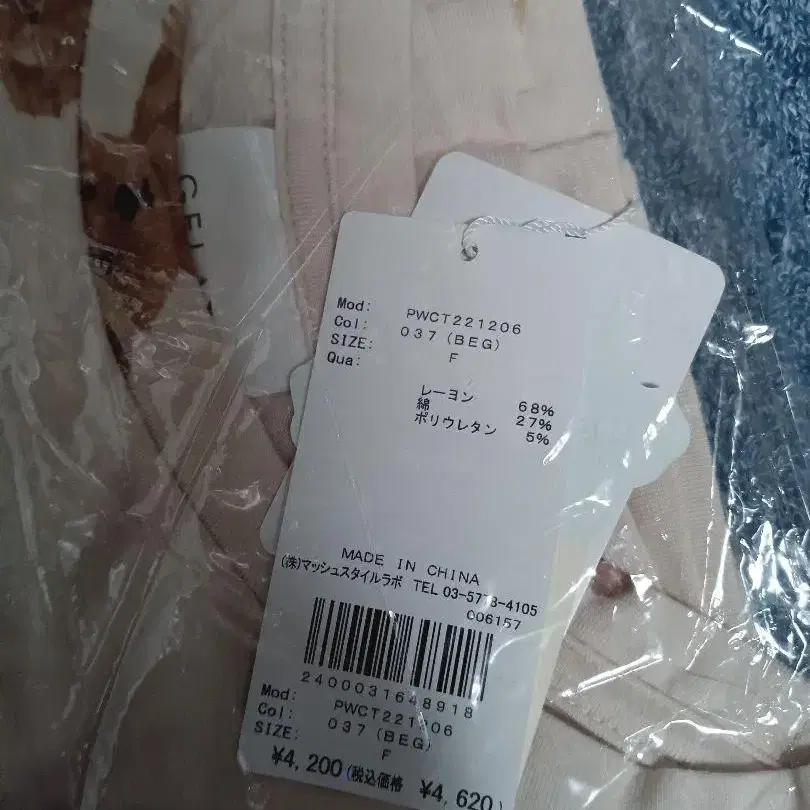 Mod: PWCT221206
Col: 037(BEG)
SIZE: F
Qua:
レーヨン 68%
綿 27%
ポリウレタン 5%
MADE IN CHINA
(株)マッシュスタイルラボ TEL 03-5778-4105
006157
2400031648918
Mod: PWCT221206
Col: 037(BEG)
SIZE: F
¥4,200(税込価格 ¥4,620)